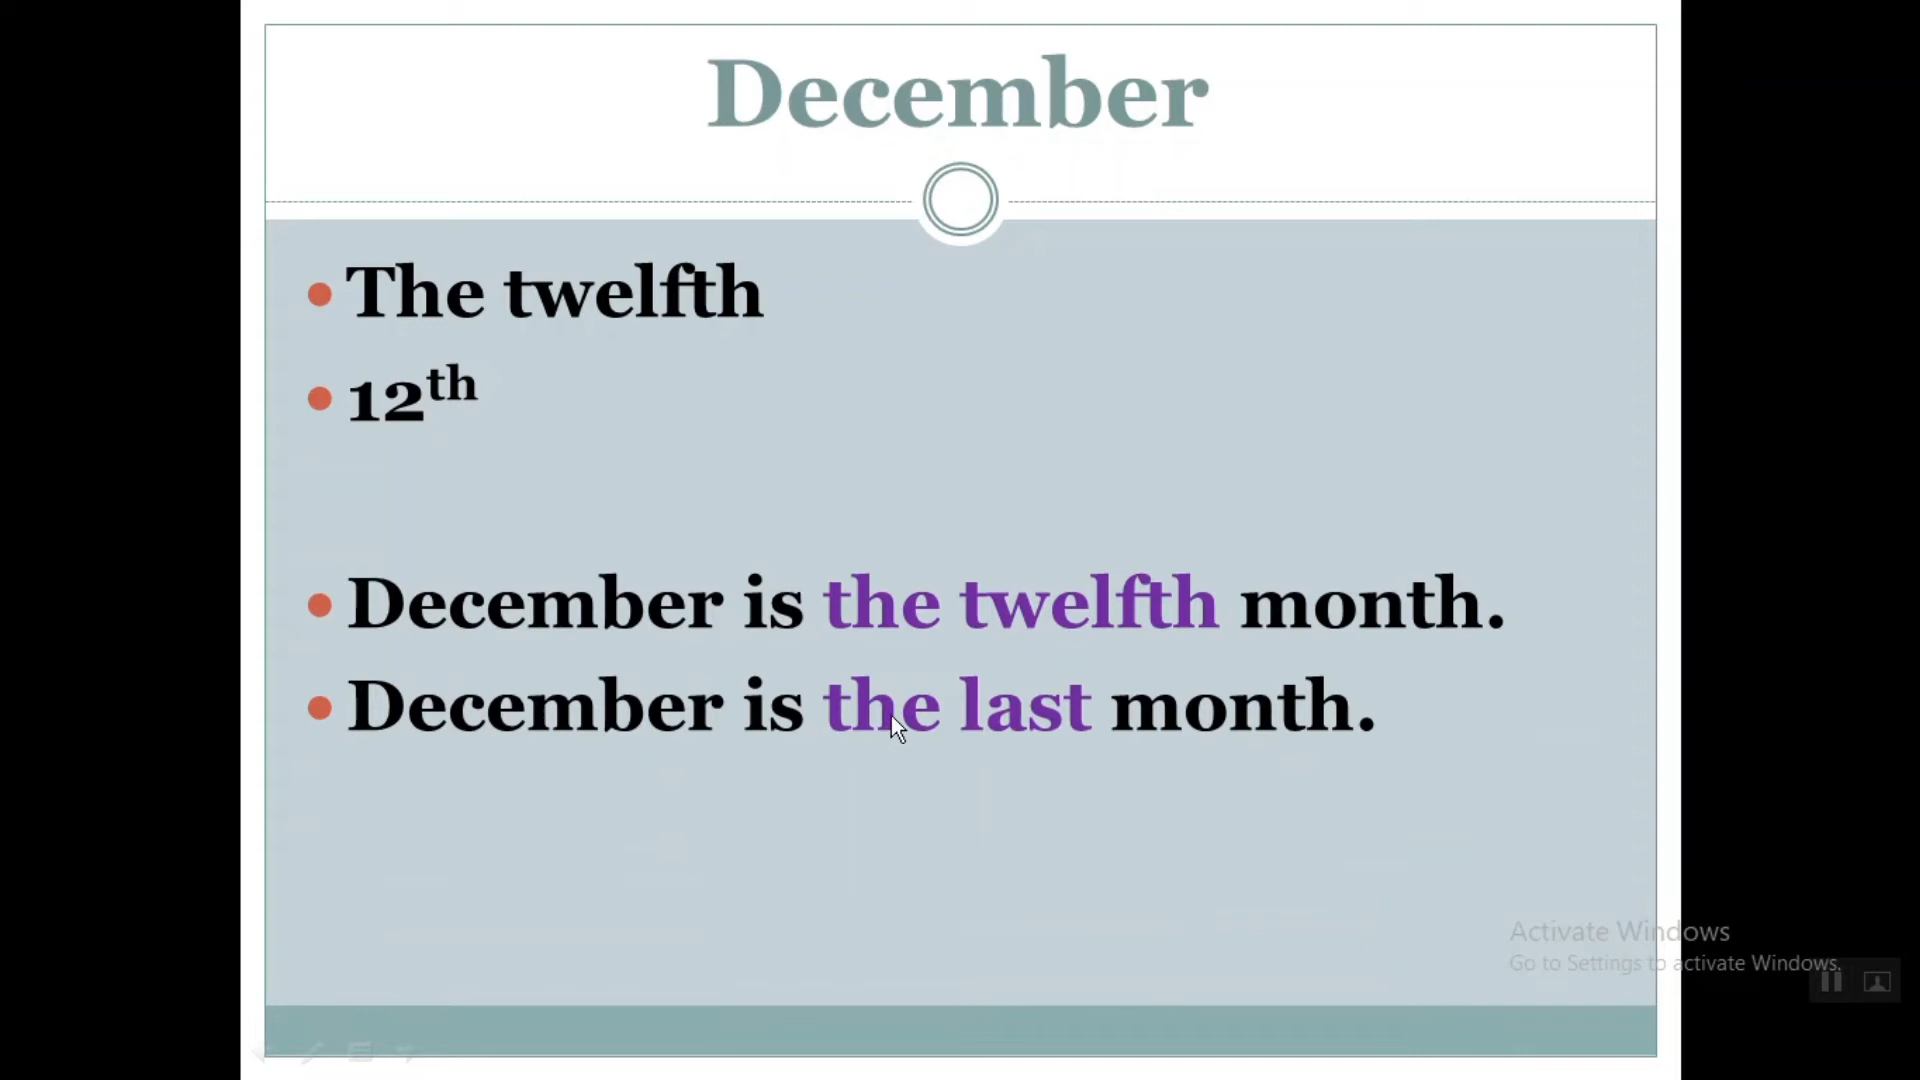 December
The twelfth
12th
December is the twelfth month.
December is the last month.
Activate Windows
Go to Settings to activate Windows.